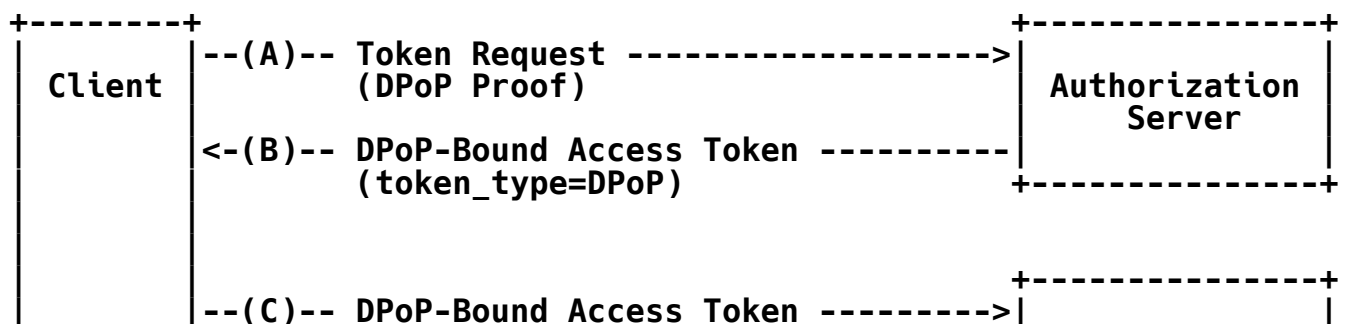 +--------+                                          +---------------+
|        |--(A)-- Token Request ------------------->|               |
| Client |        (DPoP Proof)                      | Authorization |
|        |                                          |     Server    |
|        |<-(B)-- DPoP-Bound Access Token ----------|               |
|        |        (token_type=DPoP)                 +---------------+
|        |
|        |
|        |                                          +---------------+
|        |--(C)-- DPoP-Bound Access Token --------->|               |